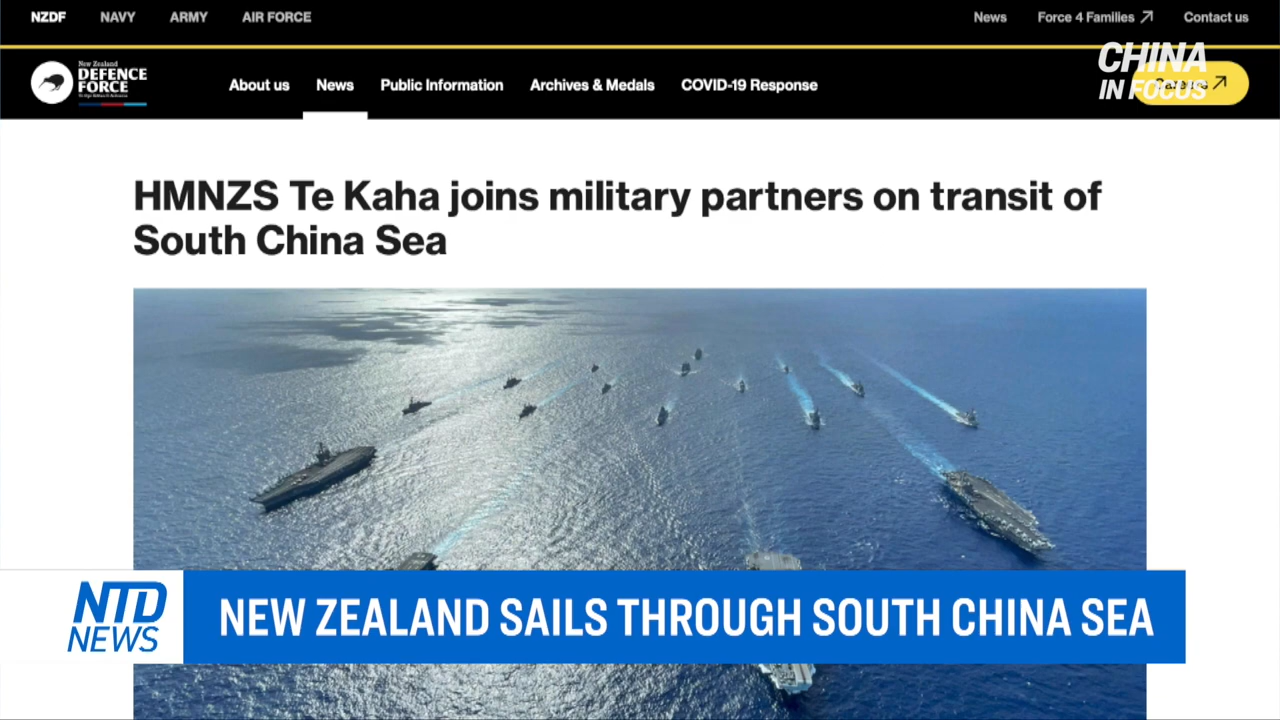 NZDF NAVY ARMY AIR FORCE News Force 4 Families Contact us
New Zealand
DEFENCE
FORCE
About us News Public Information Archives & Medals COVID-19 Response
CHINA
IN FOCUS
HMNZS Te Kaha joins military partners on transit of
South China Sea
NTD
NEWS
NEW ZEALAND SAILS THROUGH SOUTH CHINA SEA